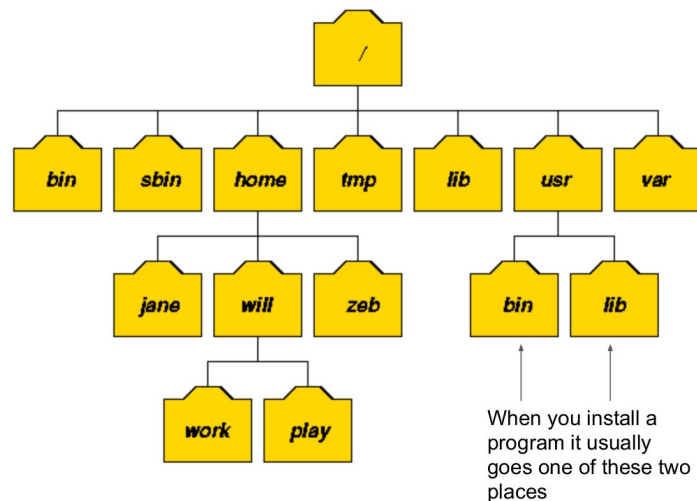 /
bin sbin home tmp lib usr var
jane will zeb bin lib
work play
When you install a
program it usually
goes one of these two
places